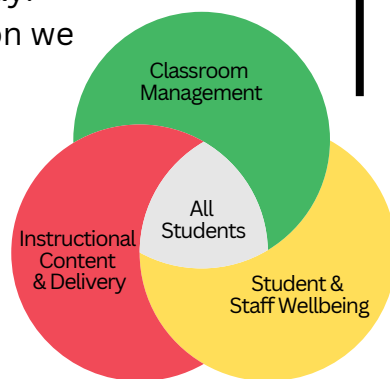 on we
Classroom
Management
All
Students
Instructional
Content
& Delivery
Student &
Staff Wellbeing